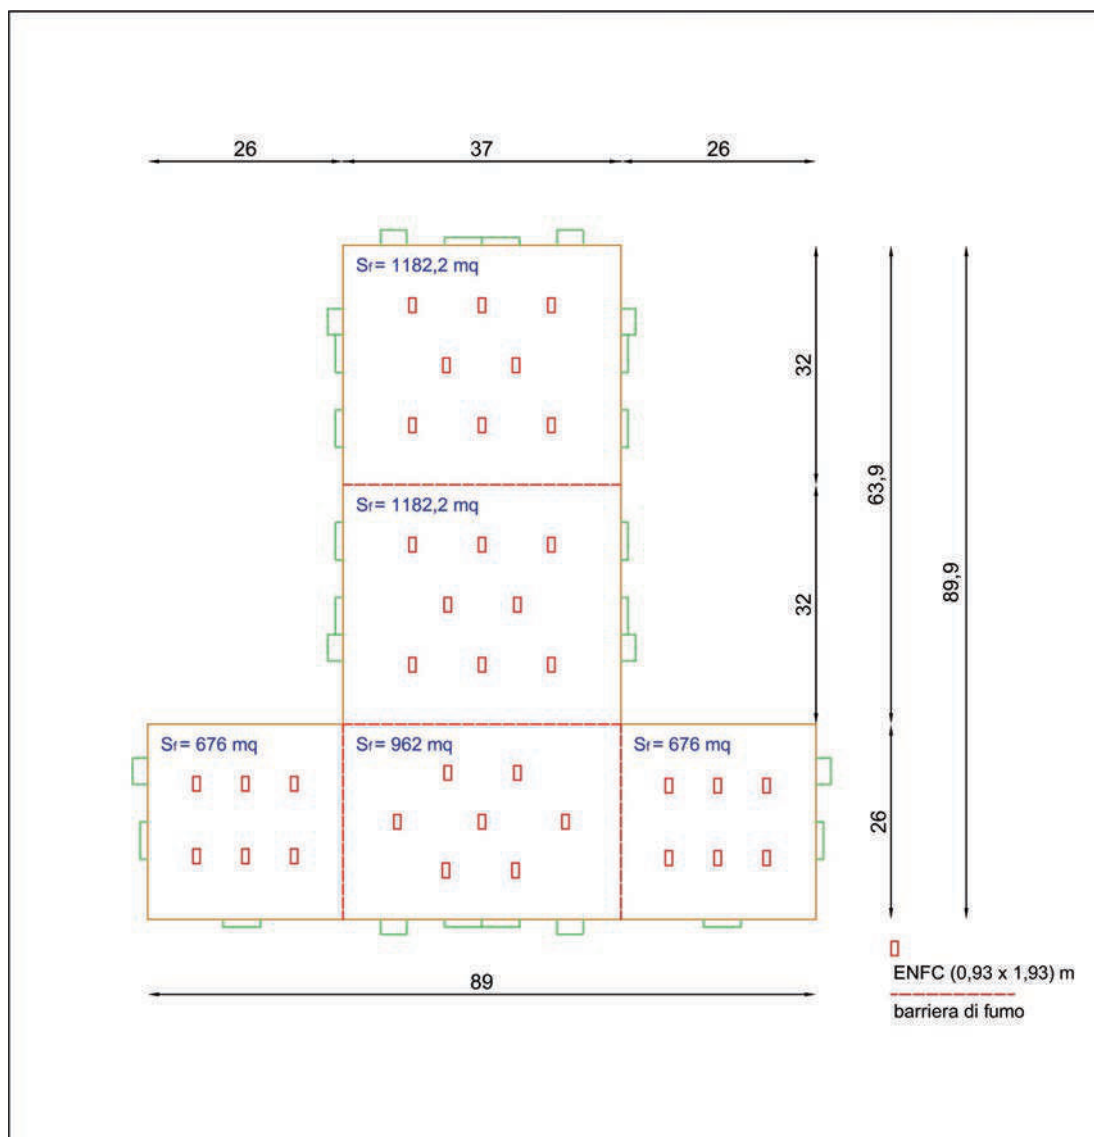 26 37 26
Sf= 1182,2 mq
32
63,9
89,9
Sf= 1182,2 mq
32
Sf= 676 mq Sf= 962 mq Sf= 676 mq
26
89
ENFC (0,93 x 1,93) m
barriera di fumo